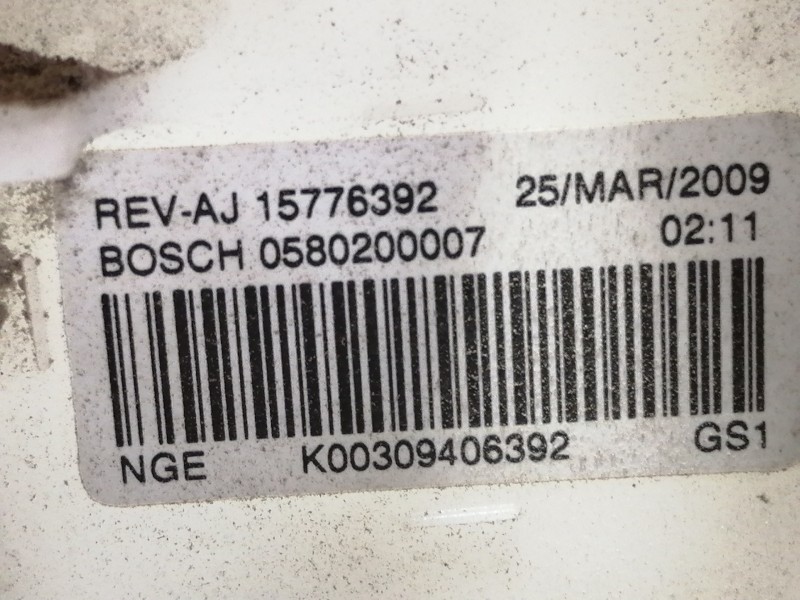 REV-AJ 15776392 25/MAR/2009
BOSCH 0580200007 02:11
NGE K00309406392 GS1